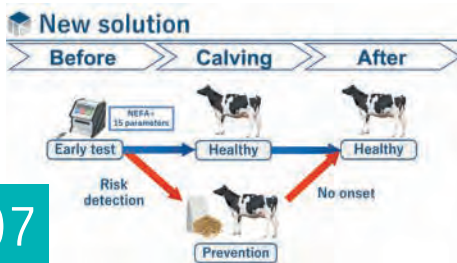 New solution
Before
Calving
After
NEFA+
15 parameters
Early test
Healthy
Healthy
Risk
detection
No onset
Prevention
07